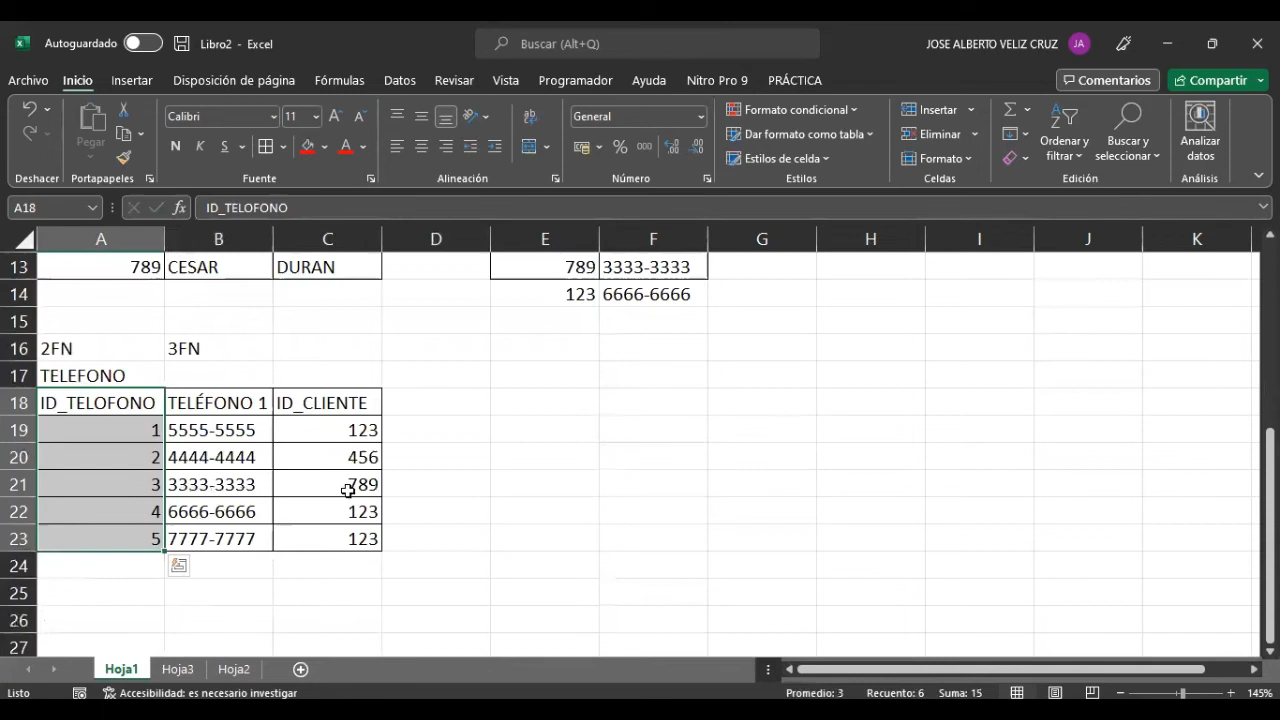 Autoguardado Libro2 - Excel Buscar (Alt+Q) JOSE ALBERTO VELIZ CRUZ JA
Archivo Inicio Insertar Disposición de página Fórmulas Datos Revisar Vista Programador Ayuda Nitro Pro 9 PRÁCTICA Comentarios Compartir
Pegar Calibri 11 General Formato condicional Insertar
N K S Dar formato como tabla Eliminar Ordenar y filtrar Buscar y seleccionar Analizar datos
Estilos de celda Formato
Deshacer Portapapeles Fuente Alineación Número Estilos Celdas Edición Análisis
A18 fx ID_TELOFONO
A B C D E F G H I J K
13 789 CESAR DURAN 789 3333-3333
14 123 6666-6666
15
16 2FN 3FN
17 TELEFONO
18 ID_TELOFONO TELÉFONO 1 ID_CLIENTE
19 1 5555-5555 123
20 2 4444-4444 456
21 3 3333-3333 789
22 4 6666-6666 123
23 5 7777-7777 123
24
25
26
27
Hoja1 Hoja3 Hoja2
Listo Accesibilidad: es necesario investigar Promedio: 3 Recuento: 6 Suma: 15 145%